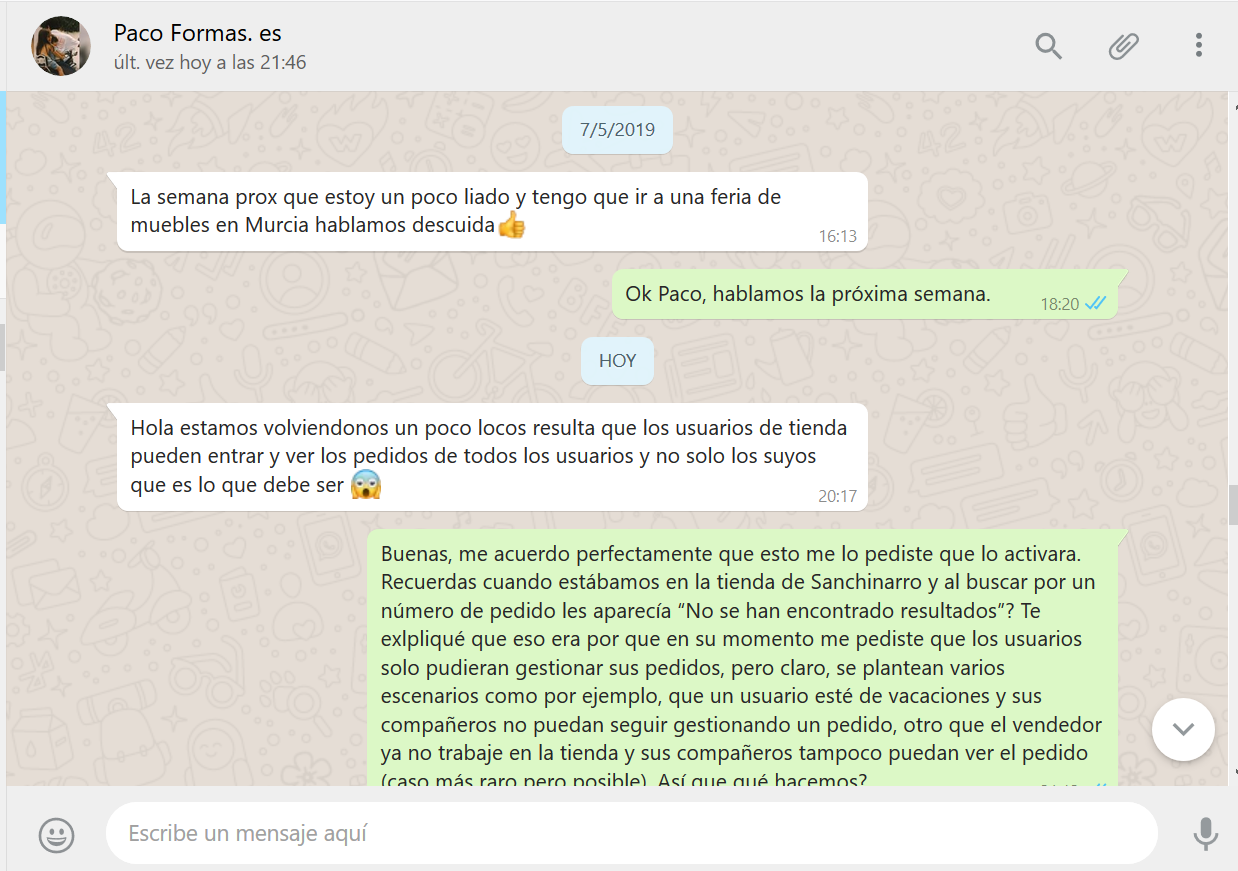 Paco Formas. es
últ. vez hoy a las 21:46
7/5/2019
La semana prox que estoy un poco liado y tengo que ir a una feria de
muebles en Murcia hablamos descuida👍
16:13
Ok Paco, hablamos la próxima semana.
18:20
HOY
Hola estamos volviendonos un poco locos resulta que los usuarios de tienda
pueden entrar y ver los pedidos de todos los usuarios y no solo los suyos
que es lo que debe ser 😱
20:17
Buenas, me acuerdo perfectamente que esto me lo pediste que lo activara.
Recuerdas cuando estábamos en la tienda de Sanchinarro y al buscar por un
número de pedido les aparecía “No se han encontrado resultados”? Te
exlpliqué que eso era por que en su momento me pediste que los usuarios
solo pudieran gestionar sus pedidos, pero claro, se plantean varios
escenarios como por ejemplo, que un usuario esté de vacaciones y sus
compañeros no puedan seguir gestionando un pedido, otro que el vendedor
ya no trabaje en la tienda y sus compañeros tampoco puedan ver el pedido
(caso más raro pero posible). Así que qué hacemos?
Escribe un mensaje aquí